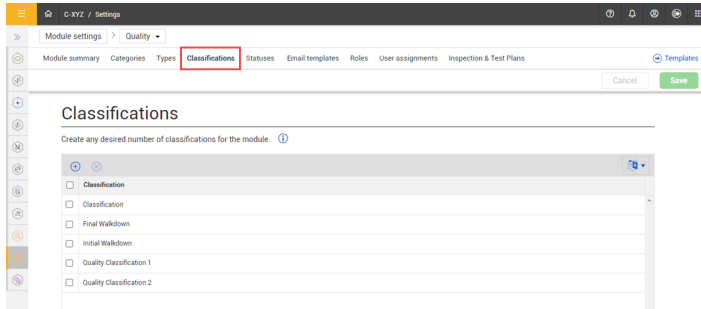 C-XYZ / Settings
Module settings > Quality
Module summary Categories Types Classifications Statuses Email templates Roles User assignments Inspection & Test Plans Templates
Cancel Save
Classifications
Create any desired number of classifications for the module.
Classification
Classification
Final Walkdown
Initial Walkdown
Quality Classification 1
Quality Classification 2